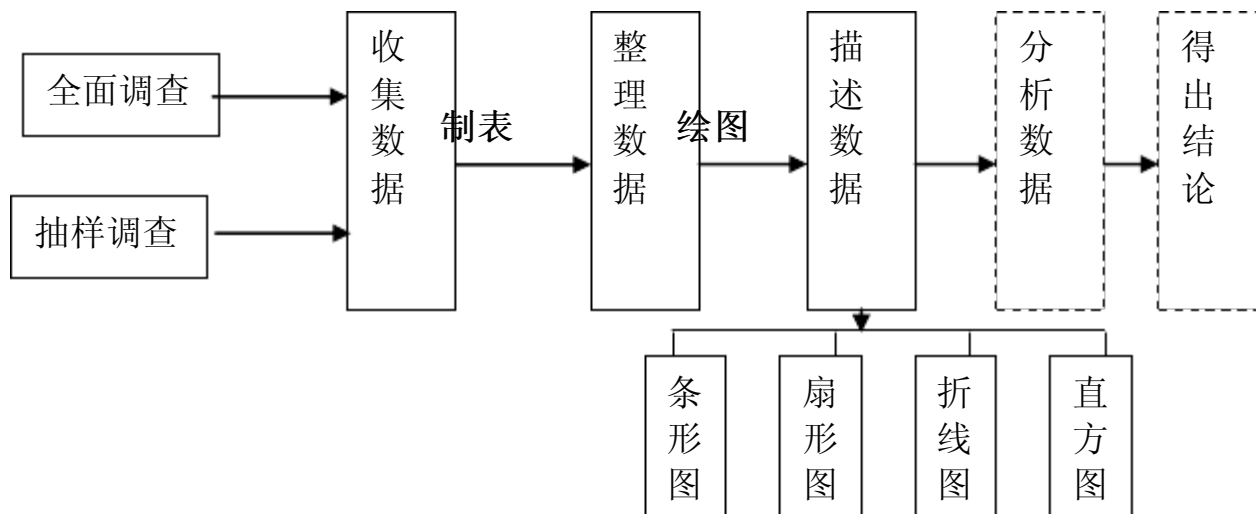 全面调查
抽样调查
收集数据
制表
整理数据
绘图
描述数据
分析数据
得出结论
条形图
扇形图
折线图
直方图